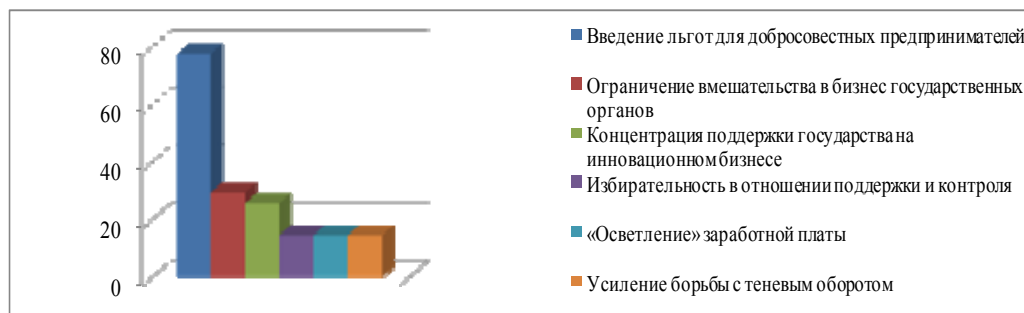 80
60
40
20
0
Введение льгот для добросовестных предпринимателей
Ограничение вмешательства в бизнес государственных
органов
Концентрация поддержки государства на
инновационном бизнесе
Избирательность в отношении поддержки и контроля
«Осветление» заработной платы
Усиление борьбы с теневым оборотом